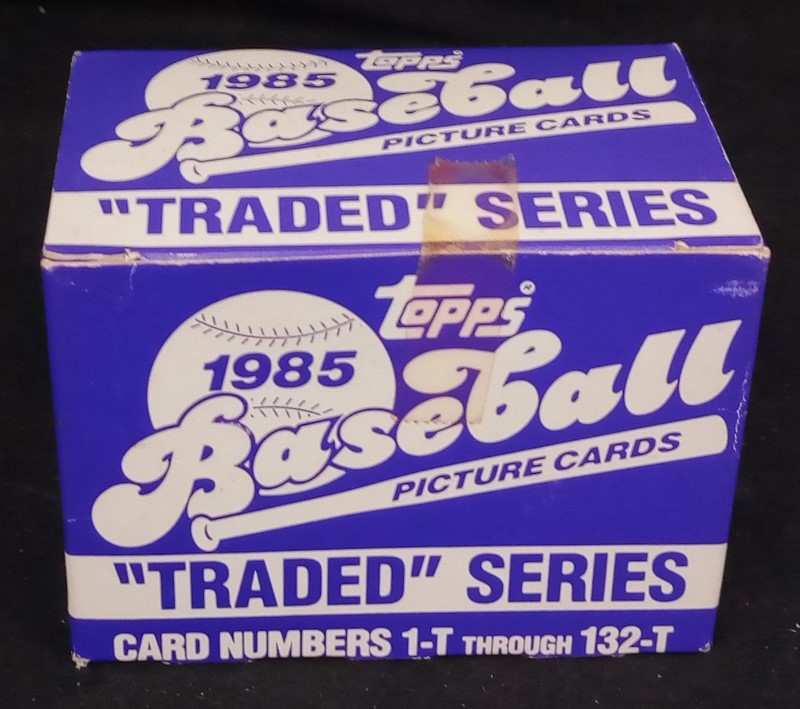 TOPPS
1985
Baseball
PICTURE CARDS
"TRADED" SERIES
TOPPS®
1985
Baseball
PICTURE CARDS
"TRADED" SERIES
CARD NUMBERS 1-T THROUGH 132-T